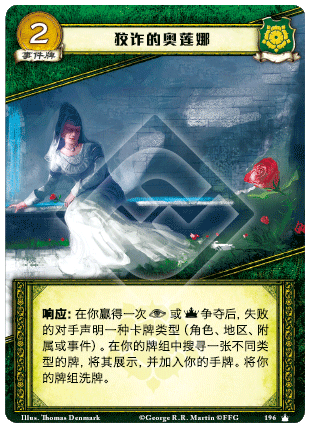 2
狡诈的奥莲娜
事件牌
响应：在你赢得一次 或 争夺后，失败
的对手声明一种卡牌类型（角色、地区、附
属或事件）。在你的牌组中搜寻一张不同类
型的牌，将其展示，并加入你的手牌。将你
的牌组洗牌。
Illus. Thomas Denmark ©George R.R. Martin ©FFG 196